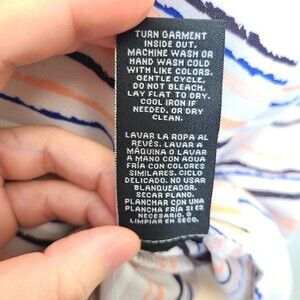 TURN GARMENT
INSIDE OUT,
MACHINE WASH OR
HAND WASH COLD
WITH LIKE COLORS,
GENTLE CYCLE,
DO NOT BLEACH,
LAY FLAT TO DRY,
COOL IRON IF
NEEDED, OR DRY
CLEAN.
LAVAR LA ROPA AL
REVÉS. LAVAR A
MÁQUINA O LAVAR
A MANO CON AGUA
FRÍA CON COLORES
SIMILARES, CICLO
DELICADO. NO USAR
BLANQUEADOR,
SECAR PLANO,
PLANCHAR CON UNA
PLANCHA FRÍA SI ES
NECESARIO, O
LIMPIAR EN SECO.